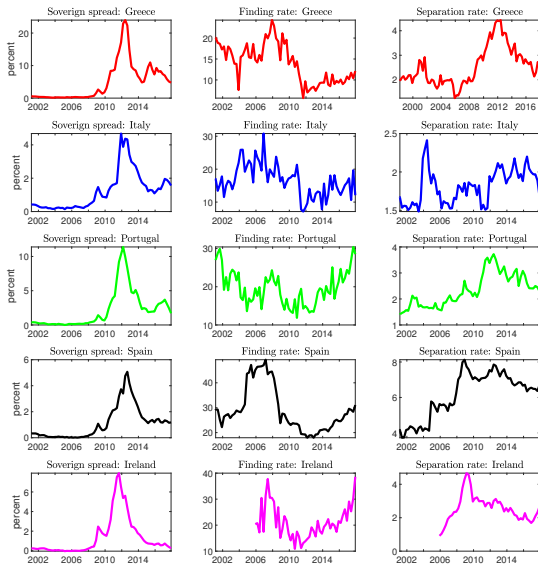 Soverign spread: Greece
Finding rate: Greece
Separation rate: Greece
percent
20
10
0
2002 2006 2010 2014
25
20
15
10
2002 2006 2010 2014
4
3
2
2000 2004 2008 2012 2016
Soverign spread: Italy
Finding rate: Italy
Separation rate: Italy
percent
4
2
0
2002 2006 2010 2014
30
20
10
2002 2006 2010 2014
2.5
2
1.5
2002 2006 2010 2014
Soverign spread: Portugal
Finding rate: Portugal
Separation rate: Portugal
percent
10
5
0
2002 2006 2010 2014
30
20
10
2002 2006 2010 2014
4
3
2
1
2002 2006 2010 2014
Soverign spread: Spain
Finding rate: Spain
Separation rate: Spain
percent
6
4
2
0
2002 2006 2010 2014
40
30
20
2002 2006 2010 2014
8
6
4
2002 2006 2010 2014
Soverign spread: Ireland
Finding rate: Ireland
Separation rate: Ireland
percent
6
4
2
0
2002 2006 2010 2014
40
30
20
10
2002 2006 2010 2014
4
2
0
2002 2006 2010 2014